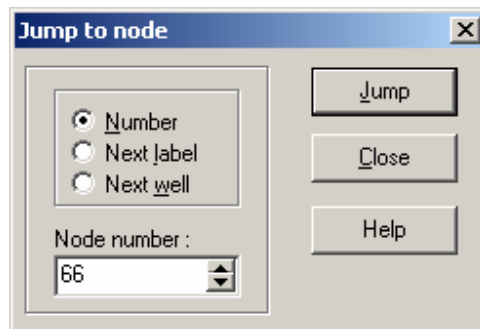 Jump to node
Number
Next label
Next well
Node number :
66
Jump
Close
Help